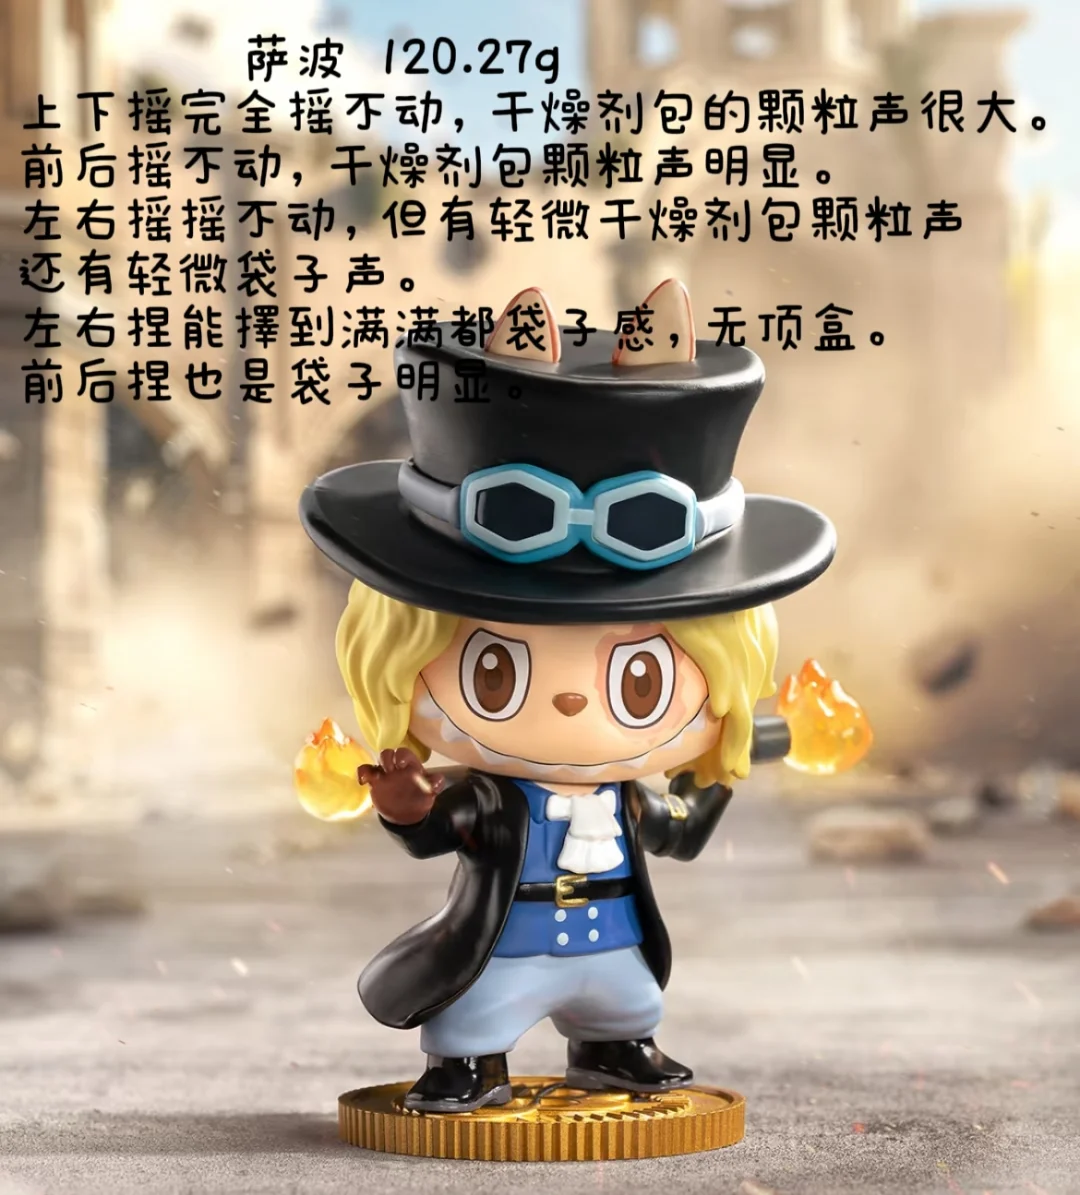 萨波 120.27g
上下摇完全摇不动，干燥剂包的颗粒声很大。
前后摇不动，干燥剂包颗粒声明显。
左右摇摇不动，但有轻微干燥剂包颗粒声
还有轻微袋子声。
左右捏能擇到满满都袋子感，无顶盒。
前后捏也是袋子明显。